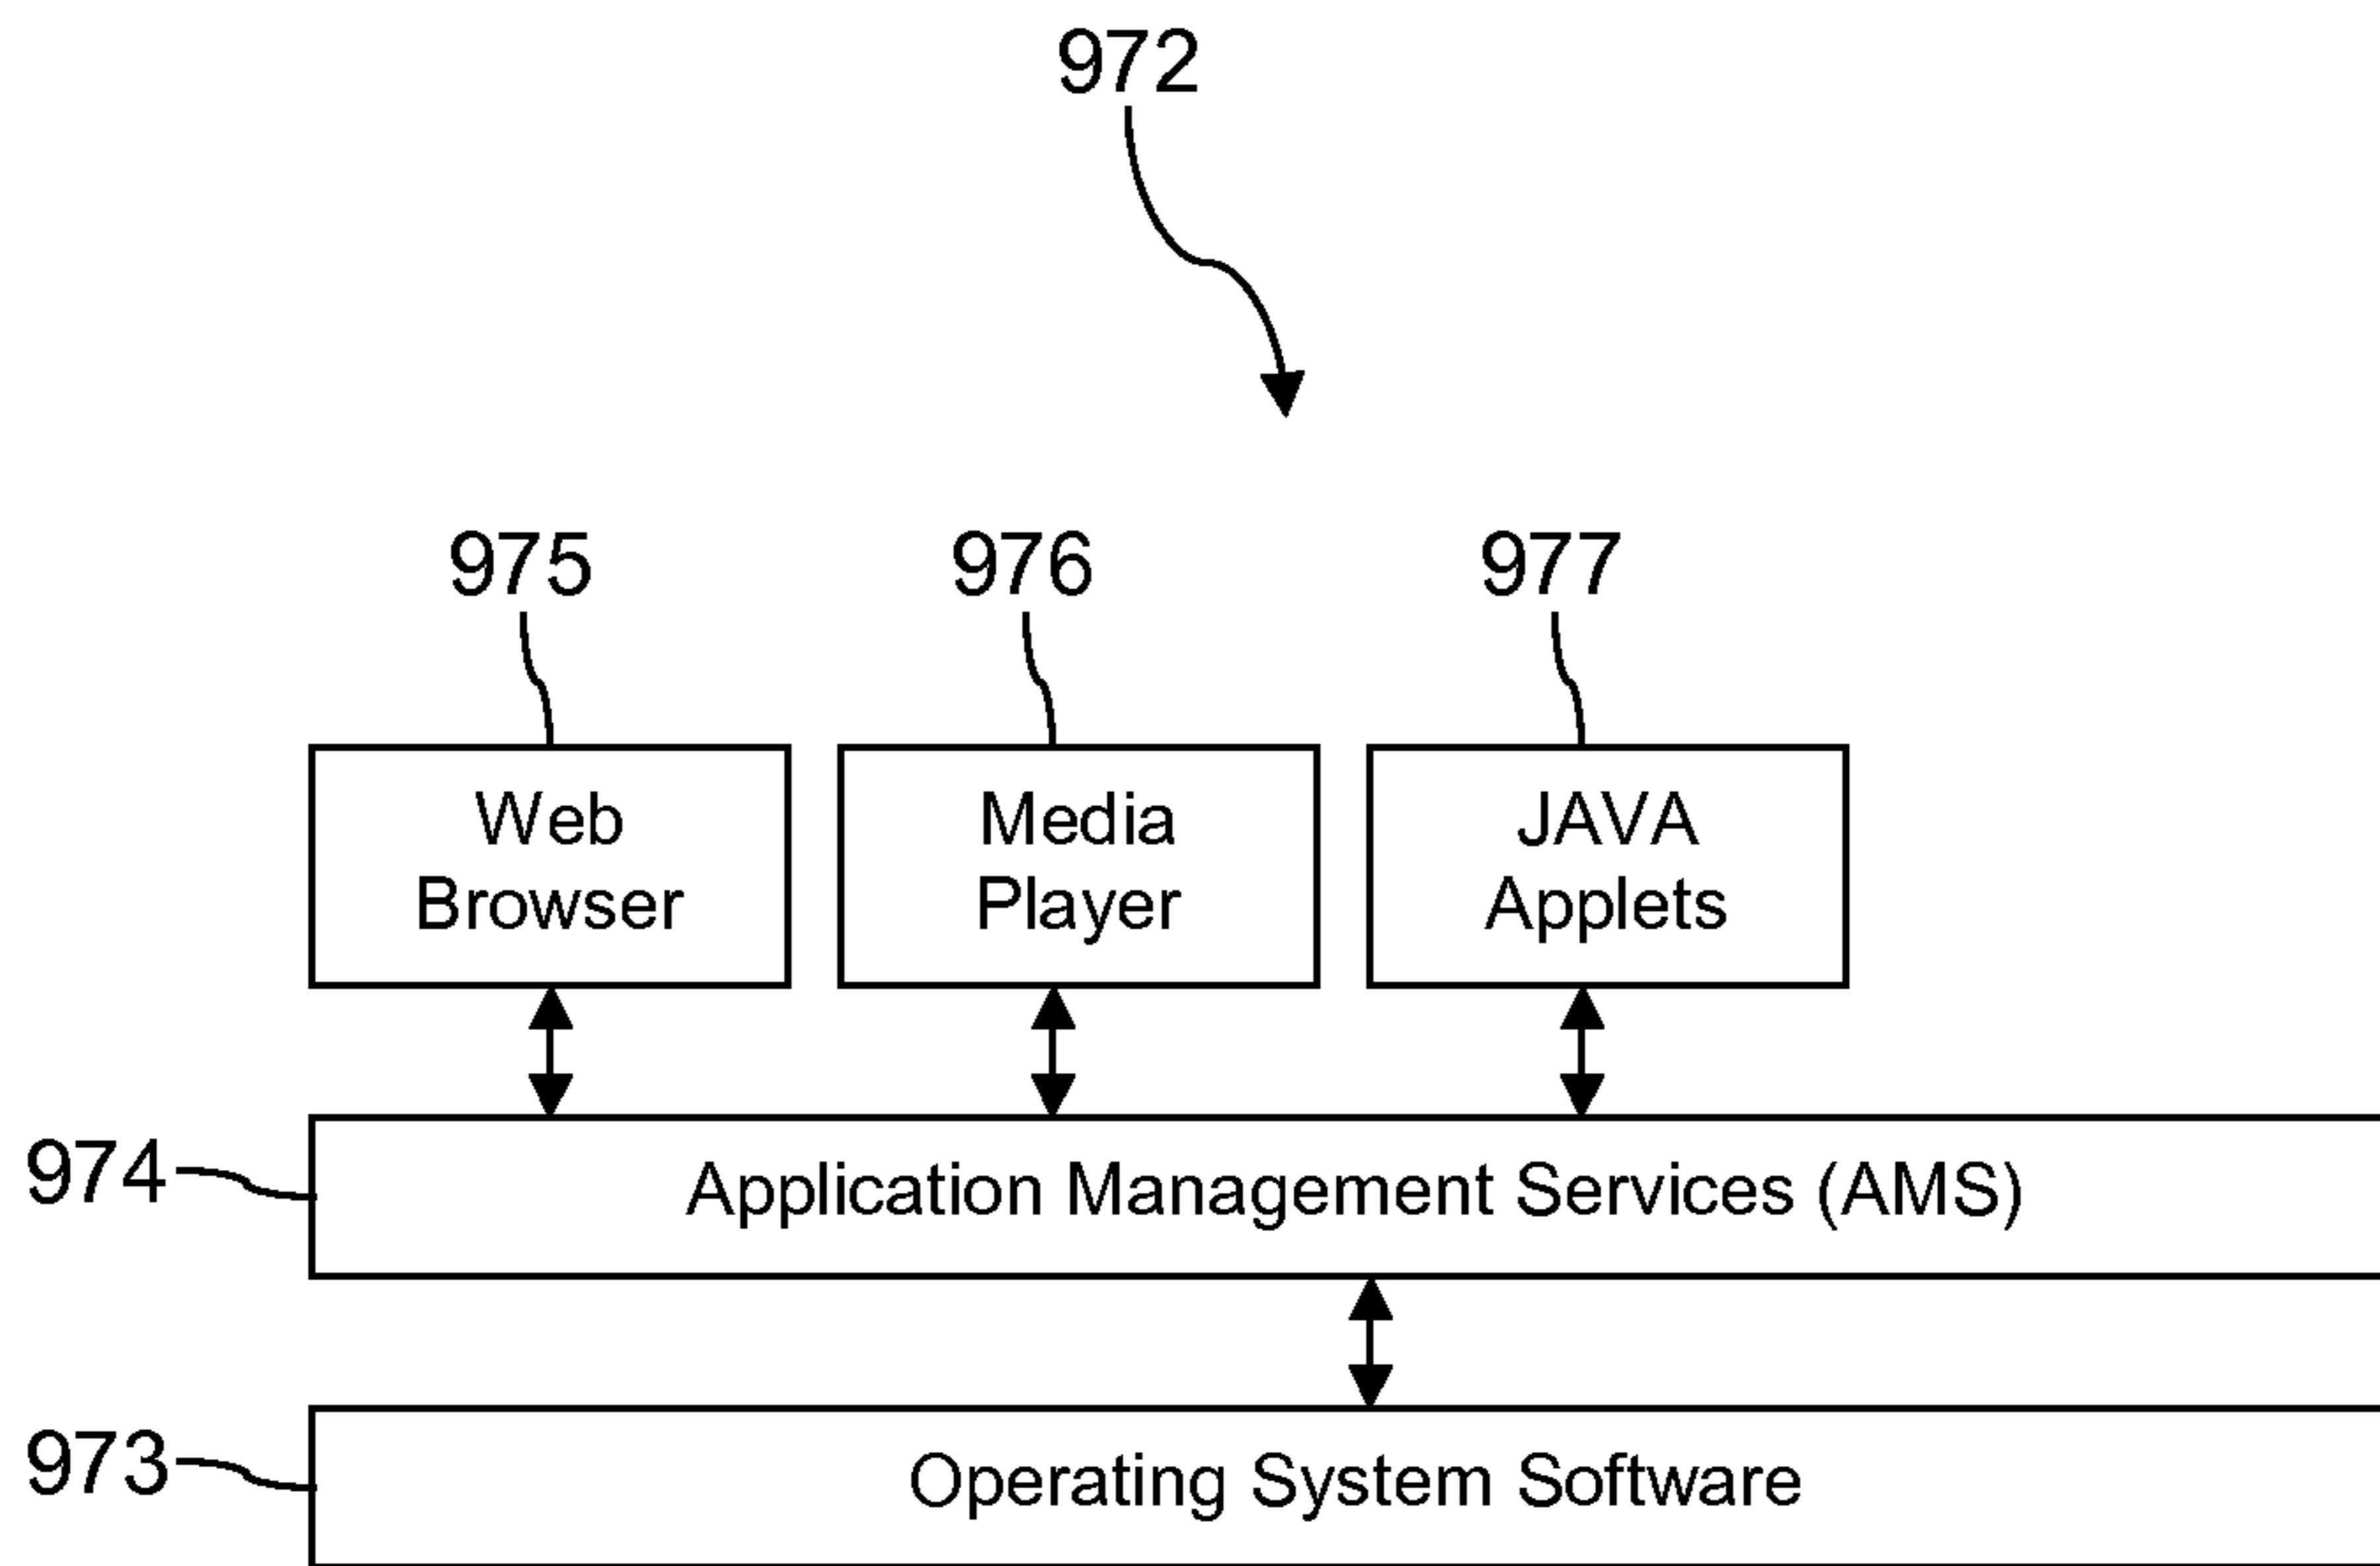 972
975
976
977
Web
Browser
Media
Player
JAVA
Applets
974
Application Management Services (AMS)
973
Operating System Software